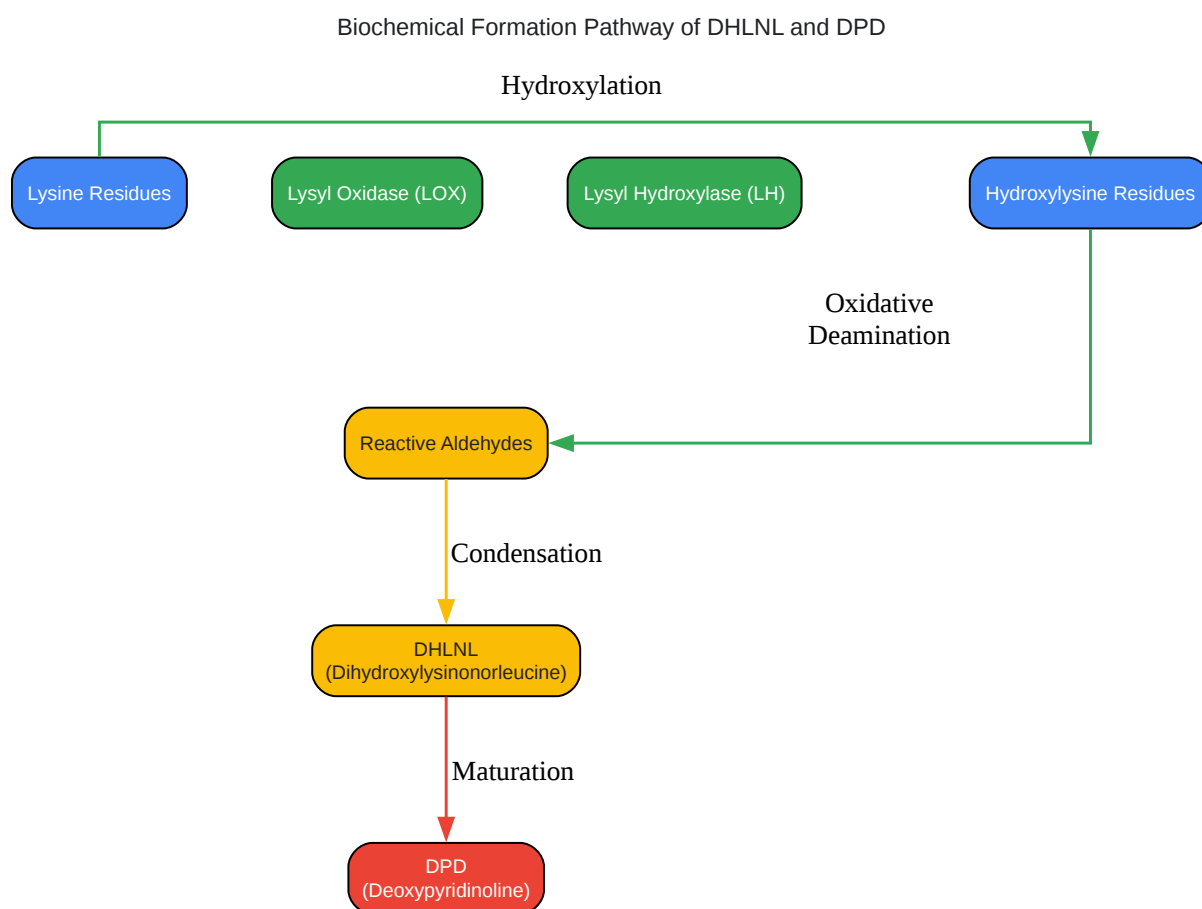 Biochemical Formation Pathway of DHLNL and DPD
Hydroxylation
Lysine Residues
Lysyl Oxidase (LOX)
Lysyl Hydroxylase (LH)
Hydroxylysine Residues
Oxidative
Deamination
Reactive Aldehydes
Condensation
DHLNL
(Dihydroxylysinonorleucine)
Maturation
DPD
(Deoxypyridinoline)